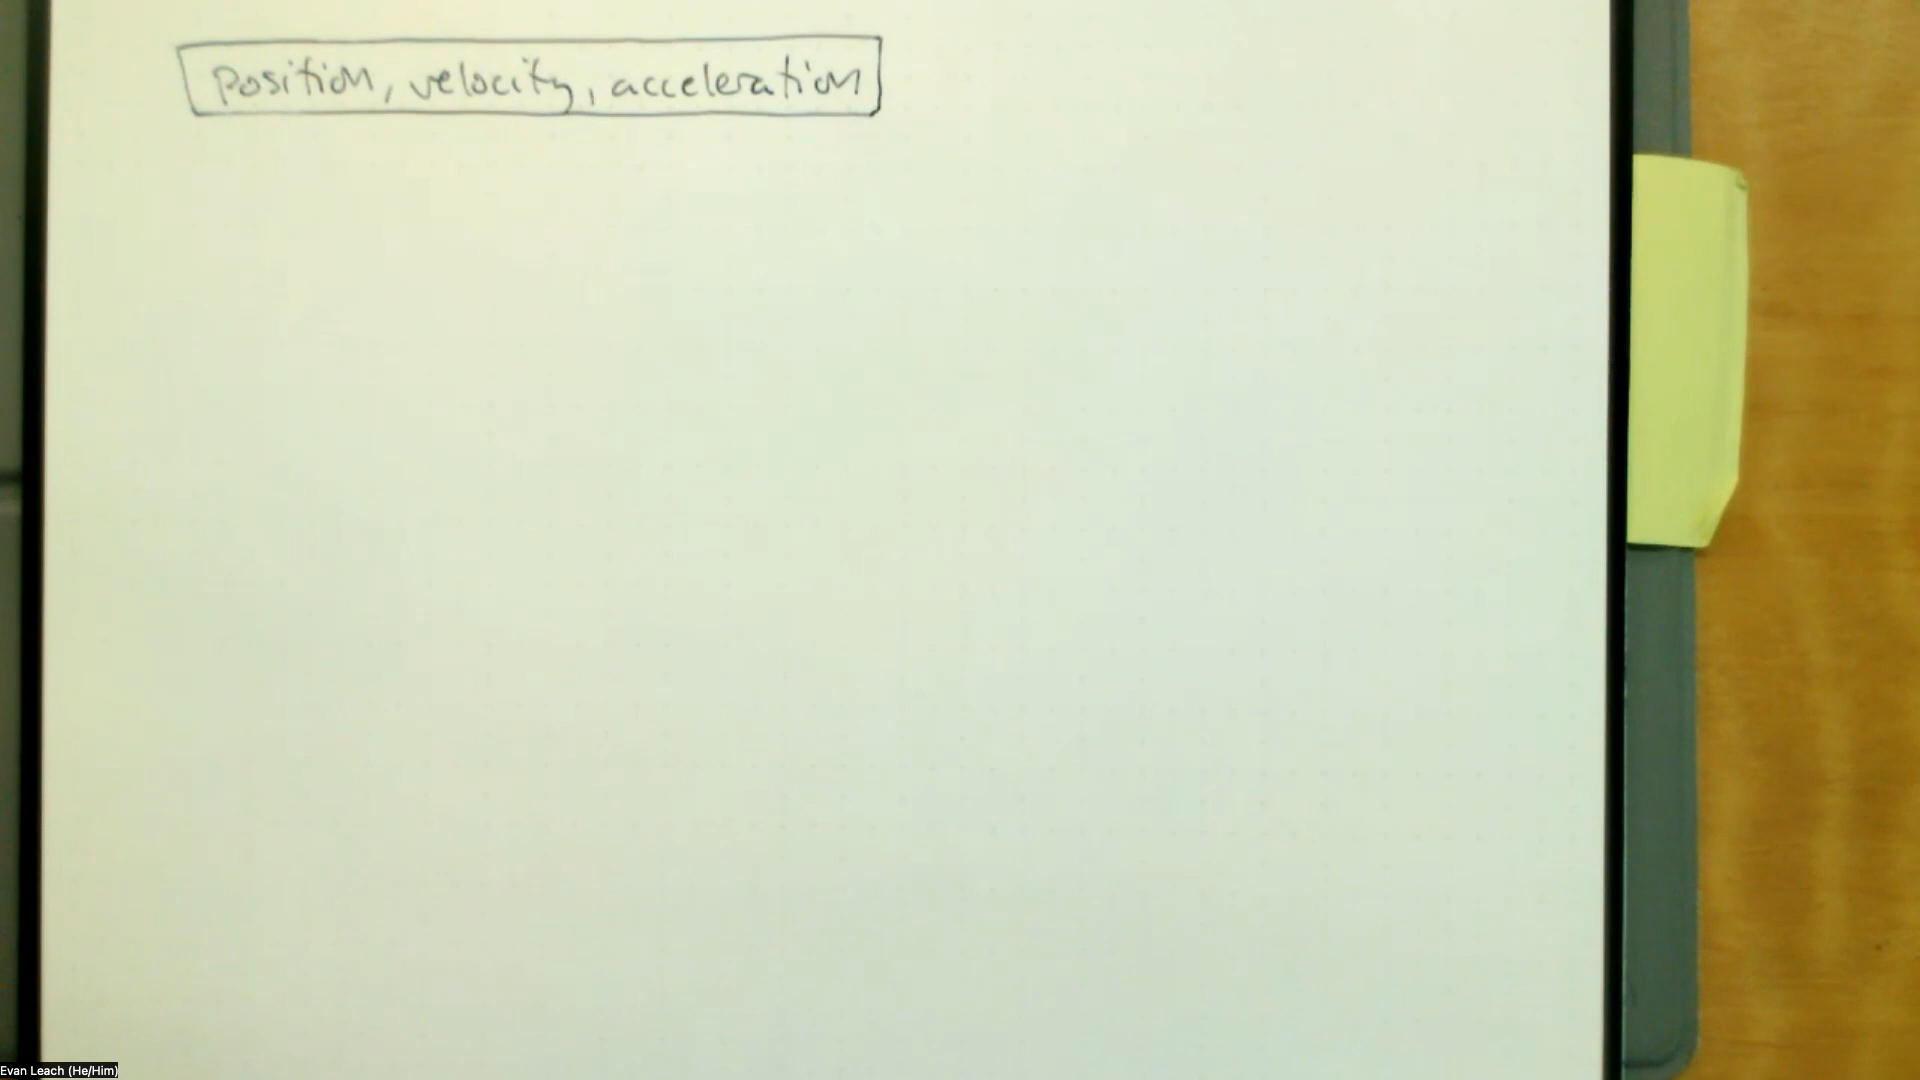 position, velocity, acceleration
Evan Leach (He/Him)